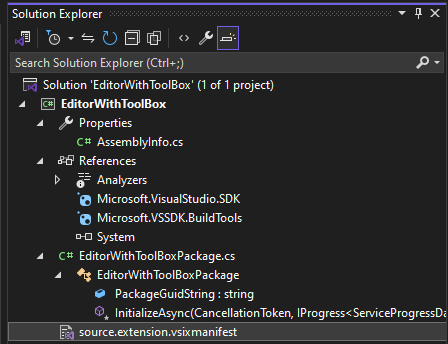 Solution Explorer
Search Solution Explorer (Ctrl+;)
Solution 'EditorWithToolBox' (1 of 1 project)
C# EditorWithToolBox
Properties
C# AssemblyInfo.cs
References
Analyzers
Microsoft.VisualStudio.SDK
Microsoft.VSSDK.BuildTools
System
C# EditorWithToolBoxPackage.cs
EditorWithToolBoxPackage
PackageGuidString : string
InitializeAsync(CancellationToken, IProgress<ServiceProgressDa
source.extension.vsixmanifest